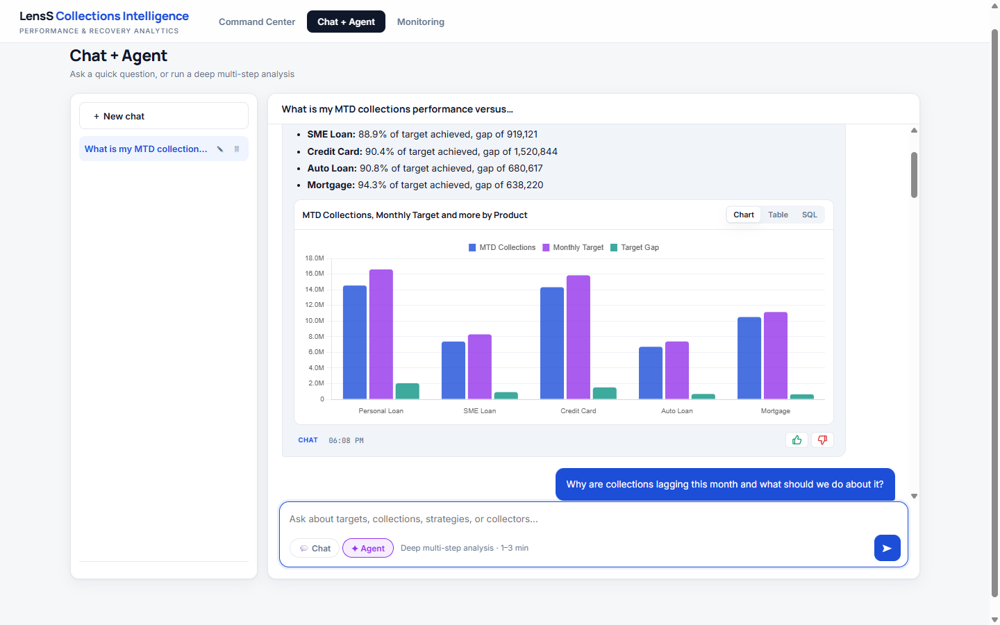 LensS Collections Intelligence
PERFORMANCE & RECOVERY ANALYTICS
Command Center
Chat + Agent
Monitoring
Chat + Agent
Ask a quick question, or run a deep multi-step analysis
+ New chat
What is my MTD collection...
What is my MTD collections performance versus...
• SME Loan: 88.9% of target achieved, gap of 919,121
• Credit Card: 90.4% of target achieved, gap of 1,520,844
• Auto Loan: 90.8% of target achieved, gap of 680,617
• Mortgage: 94.3% of target achieved, gap of 638,220
MTD Collections, Monthly Target and more by Product
Chart Table SQL
MTD Collections Monthly Target Target Gap
18.0M
16.0M
14.0M
12.0M
10.0M
8.0M
6.0M
4.0M
2.0M
0
Personal Loan SME Loan Credit Card Auto Loan Mortgage
CHAT 06:08 PM
Why are collections lagging this month and what should we do about it?
Ask about targets, collections, strategies, or collectors...
Chat
Agent
Deep multi-step analysis · 1–3 min